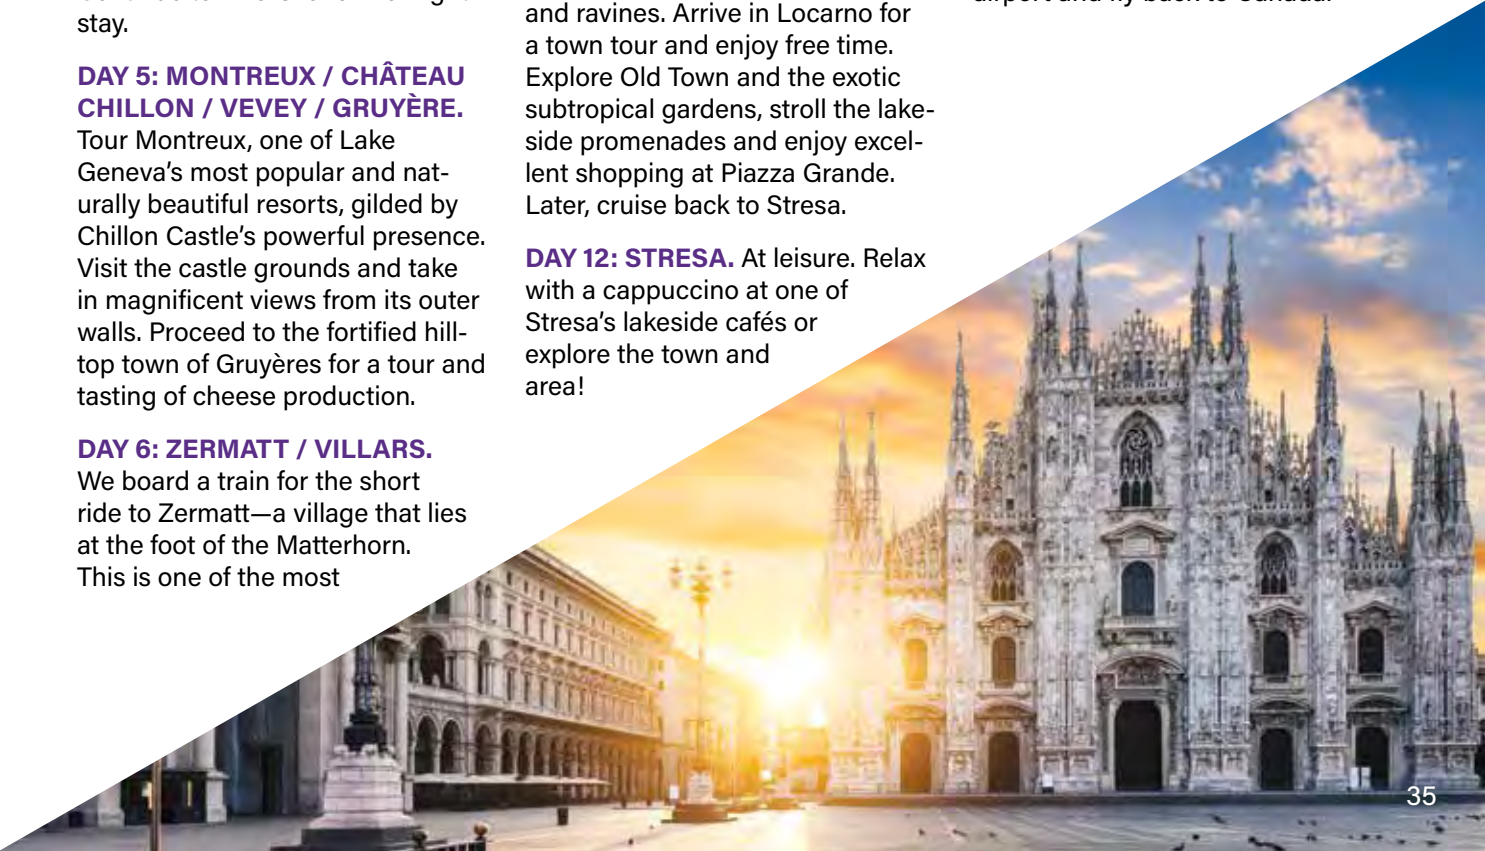 stay.
DAY 5: MONTREUX / CHÂTEAU
CHILLON / VEVEY / GRUYÈRE.
Tour Montreux, one of Lake
Geneva's most popular and nat-
urally beautiful resorts, gilded by
Chillon Castle's powerful presence.
Visit the castle grounds and take
in magnificent views from its outer
walls. Proceed to the fortified hill-
top town of Gruyères for a tour and
tasting of cheese production.
DAY 6: ZERMATT / VILLARS.
We board a train for the short
ride to Zermatt—a village that lies
at the foot of the Matterhorn.
This is one of the most
and ravines. Arrive in Locarno for
a town tour and enjoy free time.
Explore Old Town and the exotic
subtropical gardens, stroll the lake-
side promenades and enjoy excel-
lent shopping at Piazza Grande.
Later, cruise back to Stresa.
DAY 12: STRESA. At leisure. Relax
with a cappuccino at one of
Stresa's lakeside cafés or
explore the town and
area!
airport and fly back to Canada.
35